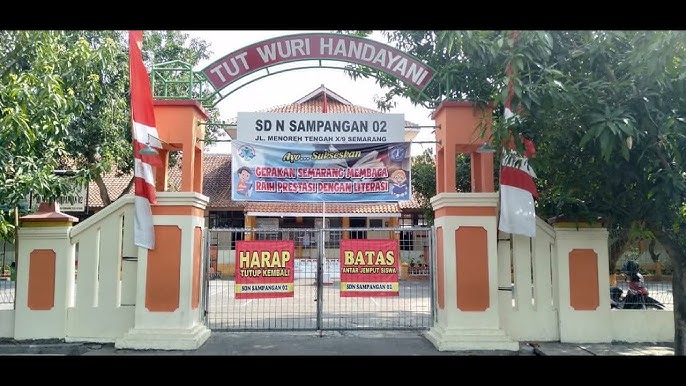 TUT WURI HANDAYANI
SD N SAMPANGAN 02
JL. MENOREH TENGAH X/9 SEMARANG
Ayo... Sukseskan
GERAKAN SEMARANG MEMBACA
RAIH PRESTASI DENGAN LITERASI
HARAP
TUTUP KEMBALI
SDN SAMPANGAN 02
BATAS
ANTAR JEMPUT SISWA
SDN SAMPANGAN 02